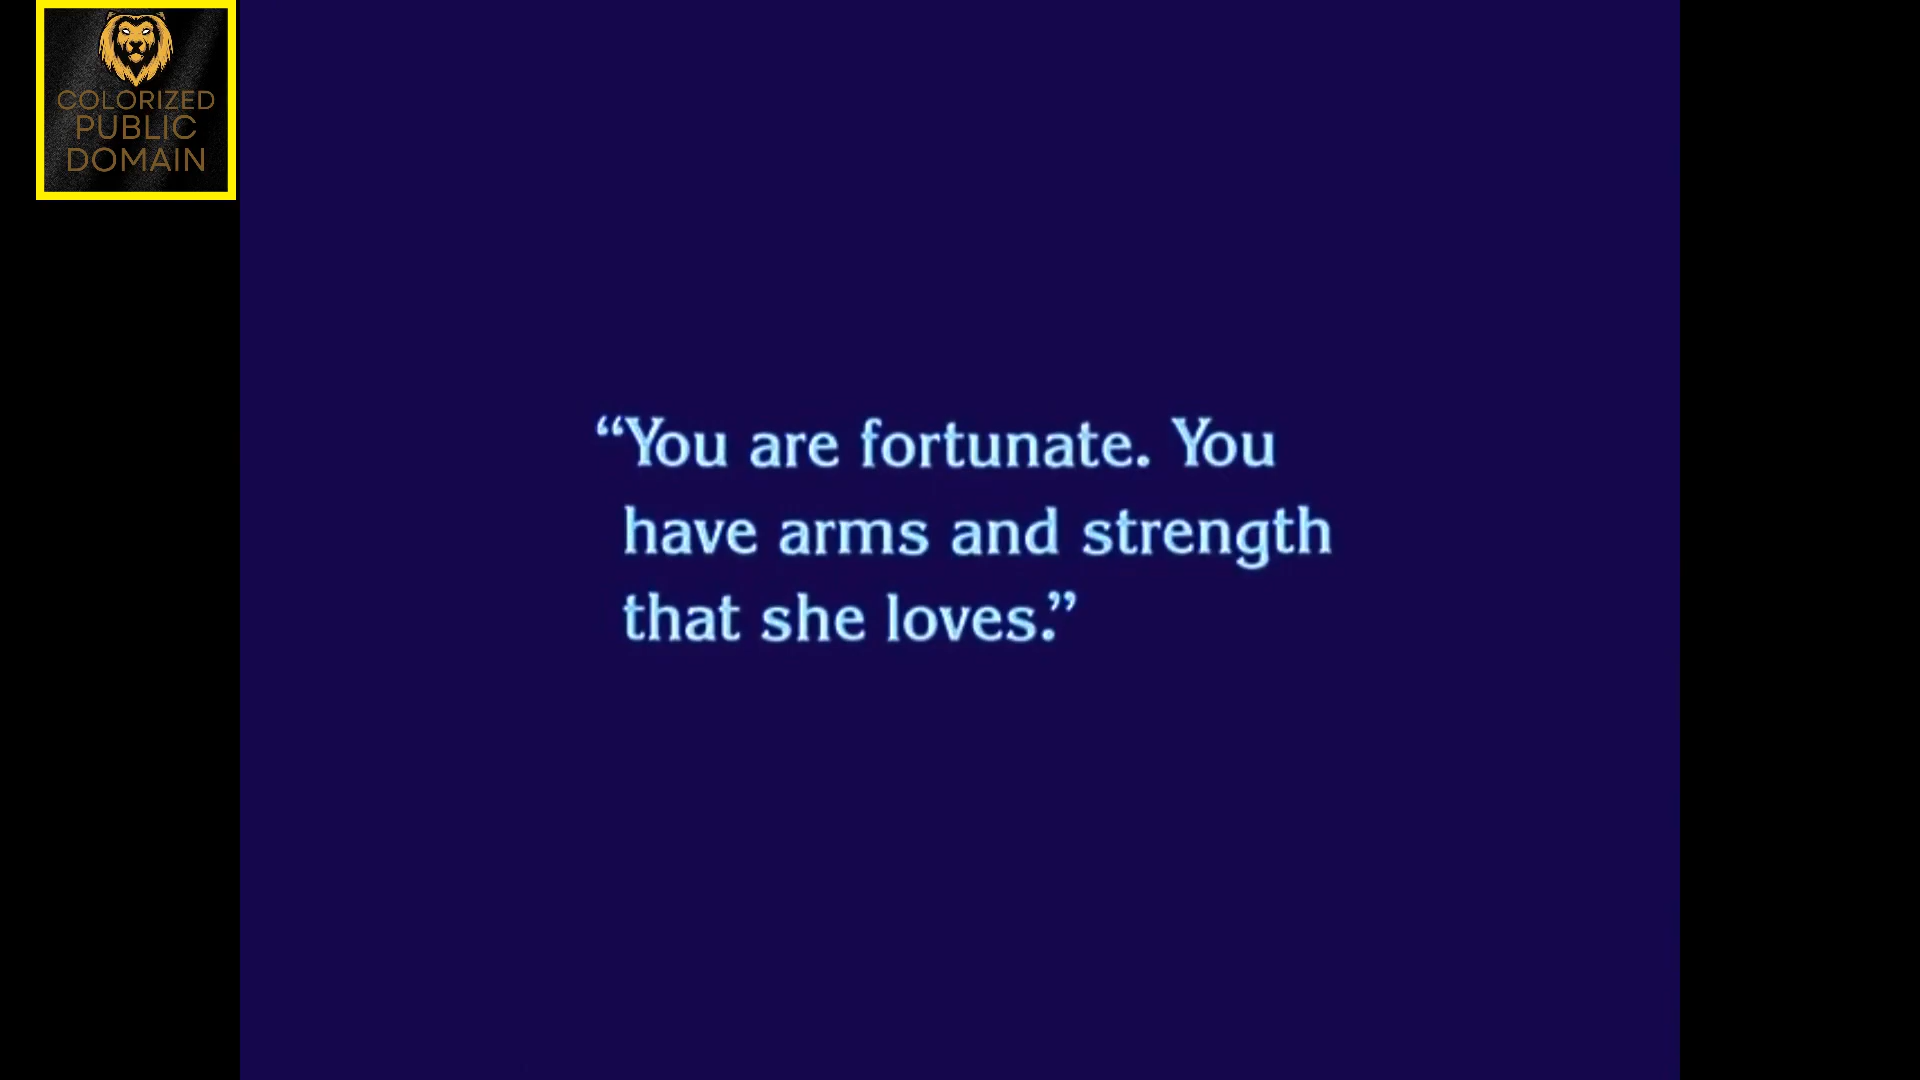 COLORIZED
PUBLIC
DOMAIN
“You are fortunate. You
have arms and strength
that she loves.”